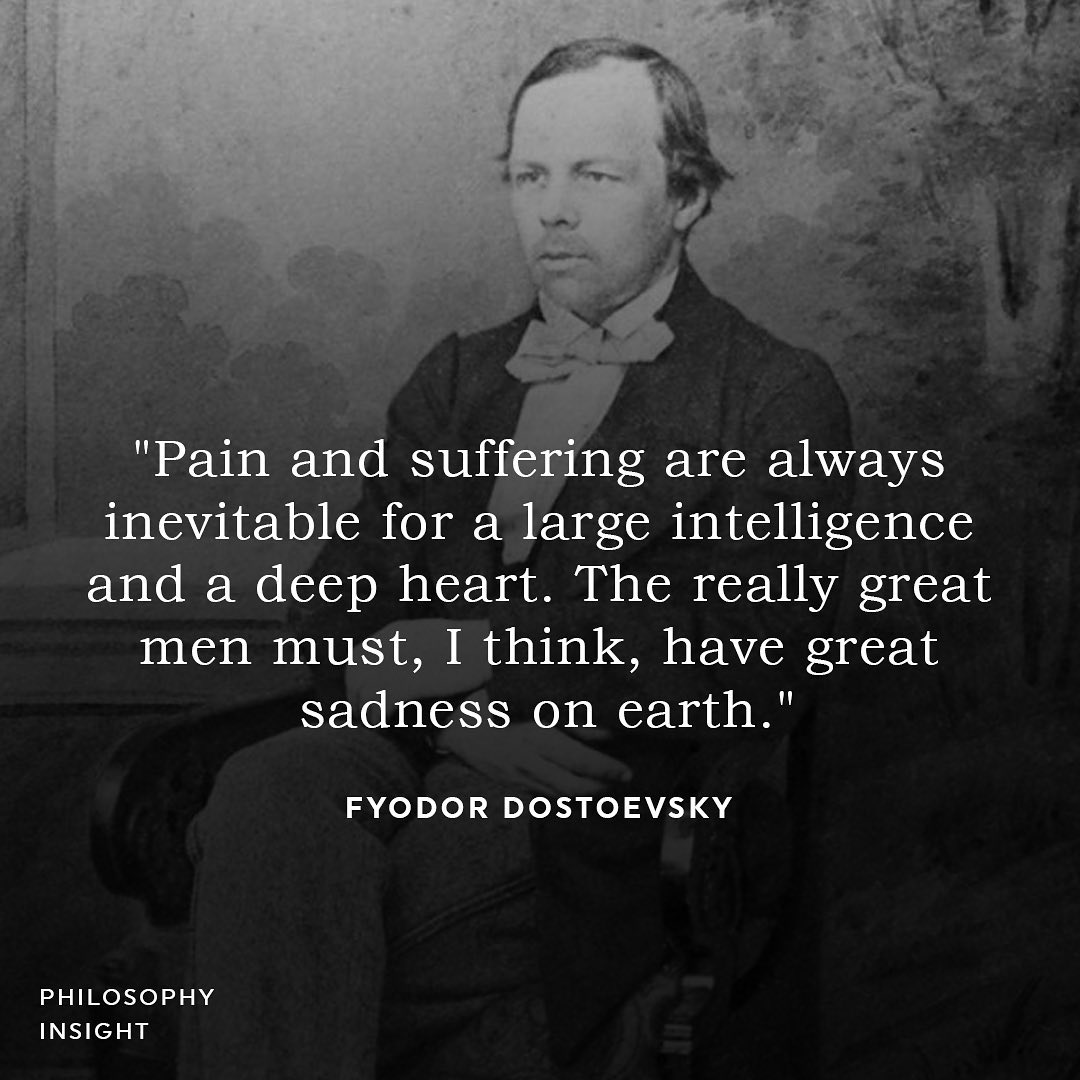 "Pain and suffering are always
inevitable for a large intelligence
and a deep heart. The really great
men must, I think, have great
sadness on earth."
FYODOR DOSTOEVSKY
PHILOSOPHY
INSIGHT